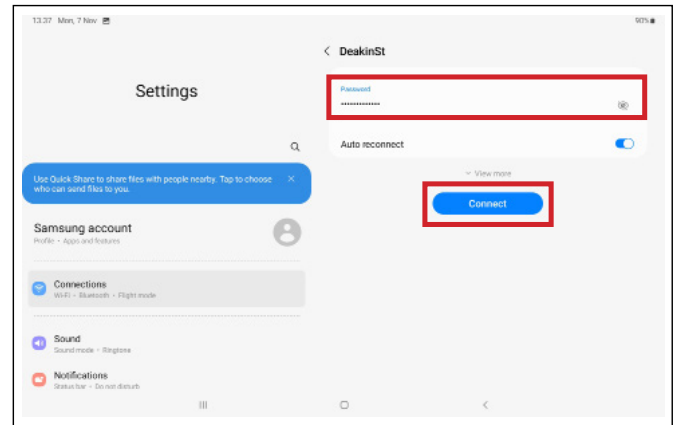 13:37 Mon, 7 Nov
90%
Settings
Use Quick Share to share files with people nearby. Tap to choose
who can send files to you.
Samsung account
Profile • Apps and features
Connections
Wi-Fi • Bluetooth • Flight mode
Sound
Sound mode • Ringtone
Notifications
Status bar • Do not disturb
DeakinSt
Password
Auto reconnect
View more
Connect